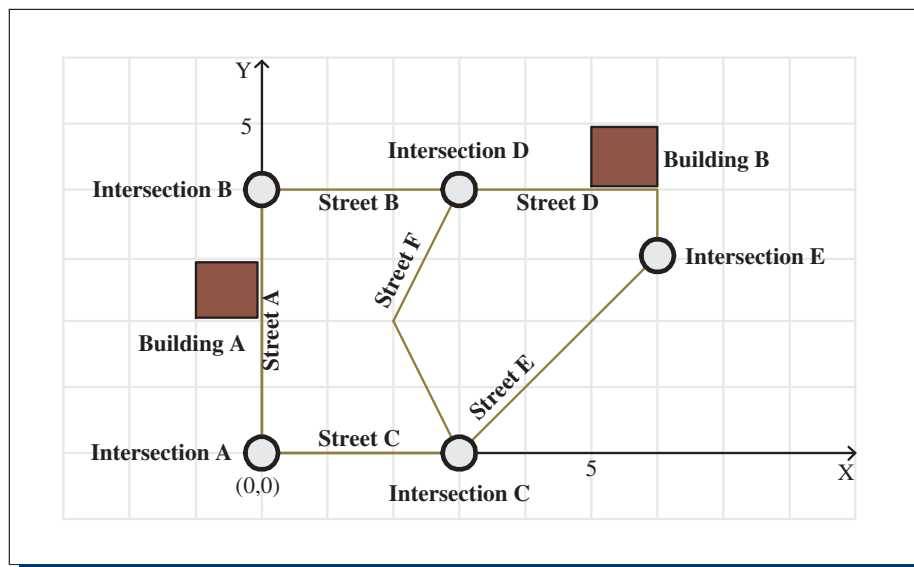 Y
5
Intersection D
Building B
Intersection B
Street B
Street D
Street F
Intersection E
Building A
Street A
Street E
Street C
Intersection A
(0,0)
5
X
Intersection C